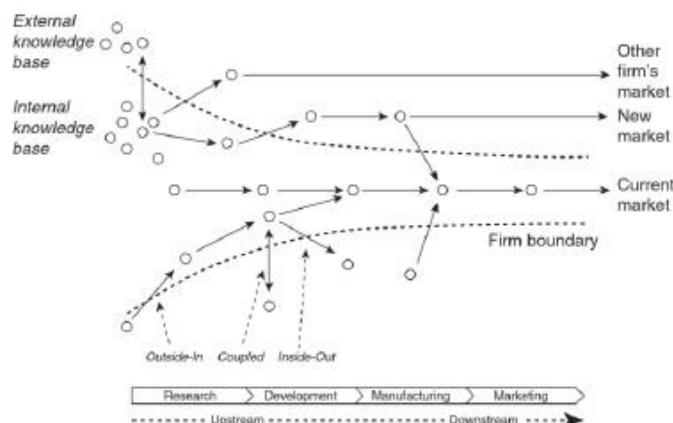 External
knowledge
base
Internal
knowledge
base
Other
firm's
market
New
market
Current
market
Firm boundary
Outside-In
Coupled
Inside-Out
Research
Development
Manufacturing
Marketing
Upstream
Downstream